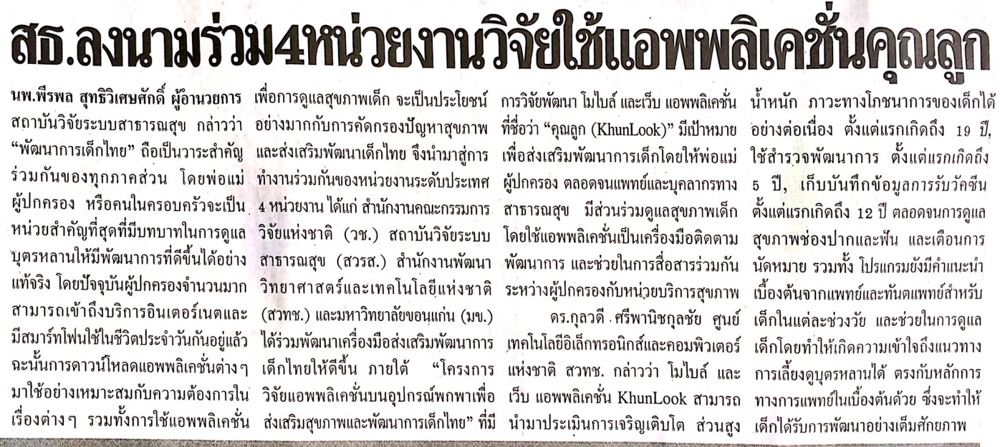 สธ.ลงนามร่วม4หน่วยงานวิจัยใช้แอพพลิเคชั่นคุณลูก
นพ.พีรพล สุทธิวิเศษศักดิ์ ผู้อำนวยการ
สถาบันวิจัยระบบสาธารณสุข กล่าวว่า
“พัฒนาการเด็กไทย” ถือเป็นวาระสำคัญ
ร่วมกันของทุกภาคส่วน โดยพ่อแม่
ผู้ปกครอง หรือคนในครอบครัวจะเป็น
หน่วยสำคัญที่สุดที่มีบทบาทในการดูแล
บุตรหลานให้มีพัฒนาการที่ดีขึ้นได้อย่าง
แท้จริง โดยปัจจุบันผู้ปกครองจำนวนมาก
สามารถเข้าถึงบริการอินเตอร์เนตและ
มีสมาร์ทโฟนใช้ในชีวิตประจำวันกันอยู่แล้ว
ฉะนั้นการดาวน์โหลดแอพพลิเคชั่นต่างๆ
มาใช้อย่างเหมาะสมกับความต้องการใน
เรื่องต่างๆ รวมทั้งการใช้แอพพลิเคชั่น
เพื่อการดูแลสุขภาพเด็ก จะเป็นประโยชน์
อย่างมากกับการคัดกรองปัญหาสุขภาพ
และส่งเสริมพัฒนาเด็กไทย จึงนำมาสู่การ
ทำงานร่วมกันของหน่วยงานระดับประเทศ
4 หน่วยงาน ได้แก่ สำนักงานคณะกรรมการ
วิจัยแห่งชาติ (วช.) สถาบันวิจัยระบบ
สาธารณสุข (สวรส.) สำนักงานพัฒนา
วิทยาศาสตร์และเทคโนโลยีแห่งชาติ
(สวทช.) และมหาวิทยาลัยขอนแก่น (มข.)
ได้ร่วมพัฒนาเครื่องมือส่งเสริมพัฒนาการ
เด็กไทยให้ดีขึ้น ภายใต้ “โครงการ
วิจัยแอพพลิเคชั่นบนอุปกรณ์พกพาเพื่อ
ส่งเสริมสุขภาพและพัฒนาการเด็กไทย” ที่มี
การวิจัยพัฒนา โมไบล์ และเว็บ แอพพลิเคชั่น
ที่ชื่อว่า “คุณลูก (KhunLook)” มีเป้าหมาย
เพื่อส่งเสริมพัฒนาการเด็กโดยให้พ่อแม่
ผู้ปกครอง ตลอดจนแพทย์และบุคลากรทาง
สาธารณสุข มีส่วนร่วมดูแลสุขภาพเด็ก
โดยใช้แอพพลิเคชั่นเป็นเครื่องมือติดตาม
พัฒนาการ และช่วยในการสื่อสารร่วมกัน
ระหว่างผู้ปกครองกับหน่วยบริการสุขภาพ
ดร.กุลวดี ศรีพานิชกุลชัย ศูนย์
เทคโนโลยีอิเล็กทรอนิกส์และคอมพิวเตอร์
แห่งชาติ สวทช. กล่าวว่า โมไบล์ และ
เว็บ แอพพลิเคชั่น KhunLook สามารถ
นำมาประเมินการเจริญเติบโต ส่วนสูง
น้ำหนัก ภาวะทางโภชนาการของเด็กได้
อย่างต่อเนื่อง ตั้งแต่แรกเกิดถึง 19 ปี,
ใช้สำรวจพัฒนาการ ตั้งแต่แรกเกิดถึง
5 ปี, เก็บบันทึกข้อมูลการรับวัคซีน
ตั้งแต่แรกเกิดถึง 12 ปี ตลอดจนการดูแล
สุขภาพช่องปากและฟัน และเตือนการ
นัดหมาย รวมทั้ง โปรแกรมยังมีคำแนะนำ
เบื้องต้นจากแพทย์และทันตแพทย์สำหรับ
เด็กในแต่ละช่วงวัย และช่วยในการดูแล
เด็กโดยทำให้เกิดความเข้าใจถึงแนวทาง
การเลี้ยงดูบุตรหลานได้ ตรงกับหลักการ
ทางการแพทย์ในเบื้องต้นด้วย ซึ่งจะทำให้
เด็กได้รับการพัฒนาอย่างเต็มศักยภาพ